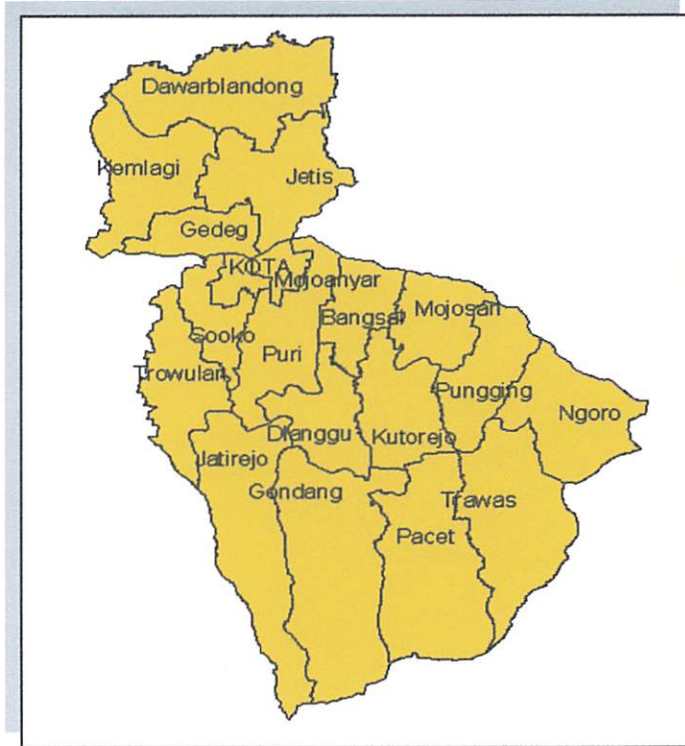 Dawarblandong
Kemlagi
Jetis
Gedeg
KOTA
Mojoanyar
Bangsal
Mojosari
Sooko
Puri
Trowulan
Pungging
Ngoro
Dlanggu
Kutorejo
Jatirejo
Gondang
Trawas
Pacet